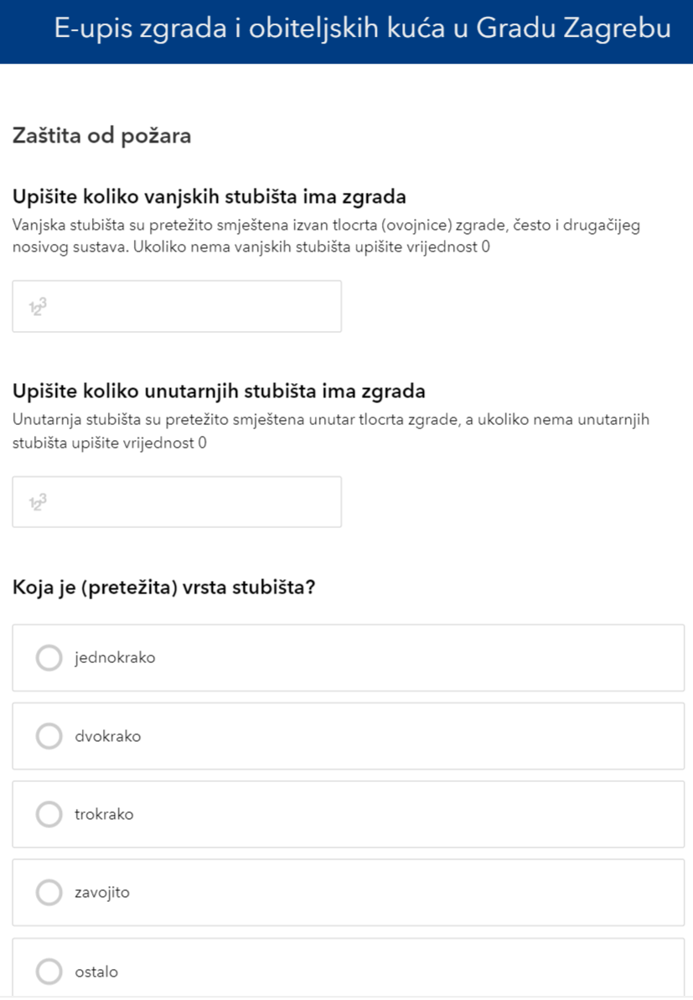 E-upis zgrada i obiteljskih kuća u Gradu Zagrebu
Zaštita od požara
Upišite koliko vanjskih stubišta ima zgrada
Vanjska stubišta su pretežito smještena izvan tlocrta (ovojnice) zgrade, često i drugačijeg
nosivog sustava. Ukoliko nema vanjskih stubišta upišite vrijednost 0
123
Upišite koliko unutarnjih stubišta ima zgrada
Unutarnja stubišta su pretežito smještena unutar tlocrta zgrade, a ukoliko nema unutarnjih
stubišta upišite vrijednost 0
123
Koja je (pretežita) vrsta stubišta?
jednokrako
dvokrako
trokrako
zavojito
ostalo